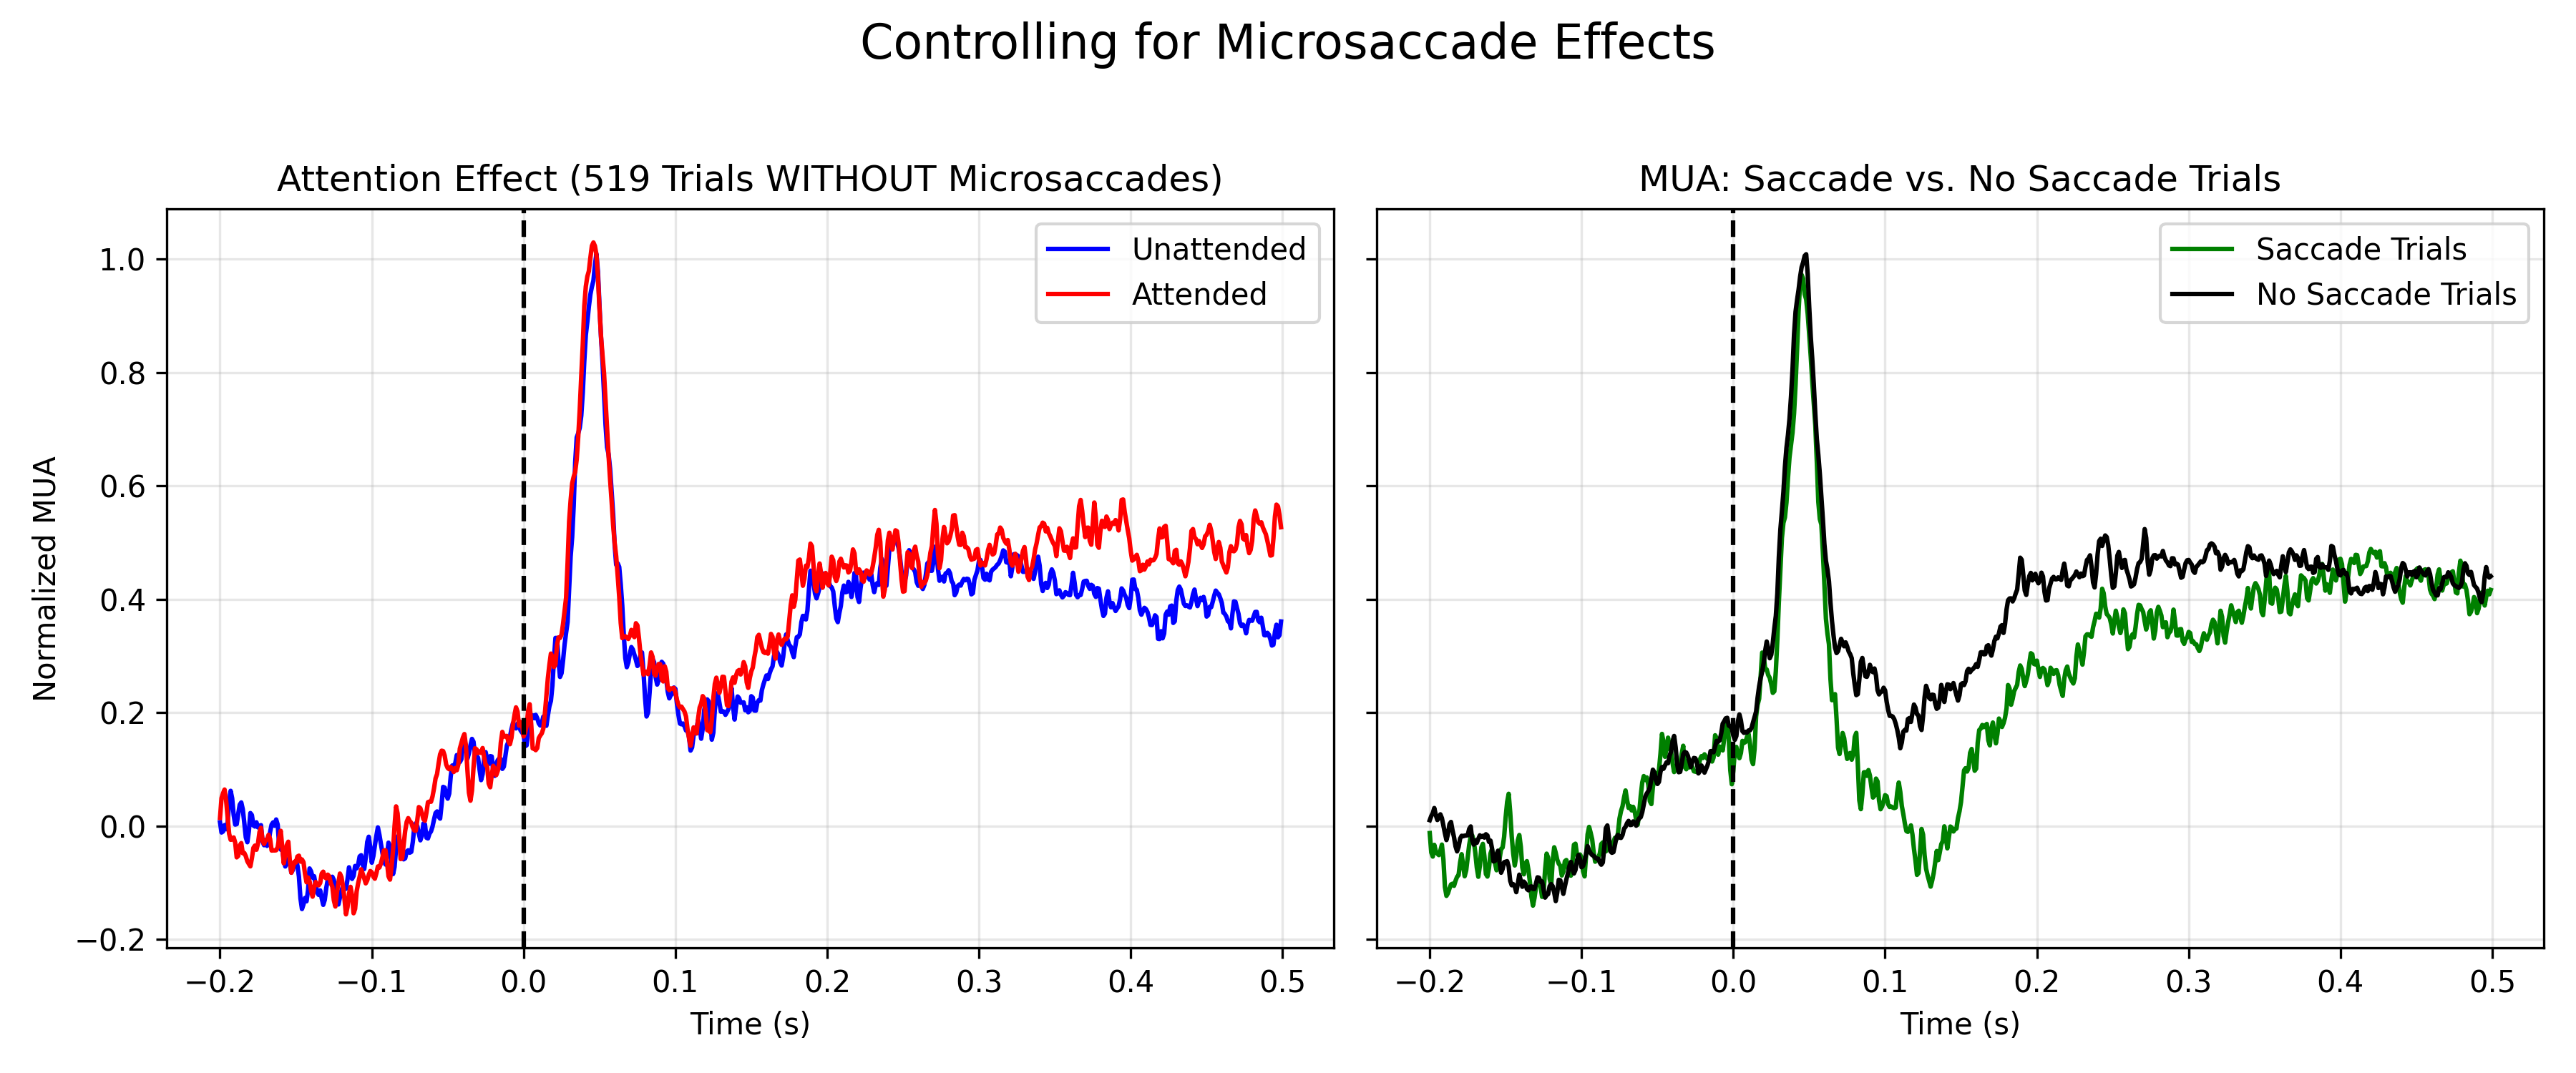 Controlling for Microsaccade Effects
Attention Effect (519 Trials WITHOUT Microsaccades)
Unattended
Attended
1.0
0.8
0.6
0.4
0.2
0.0
−0.2
Normalized MUA
−0.2 −0.1 0.0 0.1 0.2 0.3 0.4 0.5
Time (s)
MUA: Saccade vs. No Saccade Trials
Saccade Trials
No Saccade Trials
−0.2 −0.1 0.0 0.1 0.2 0.3 0.4 0.5
Time (s)